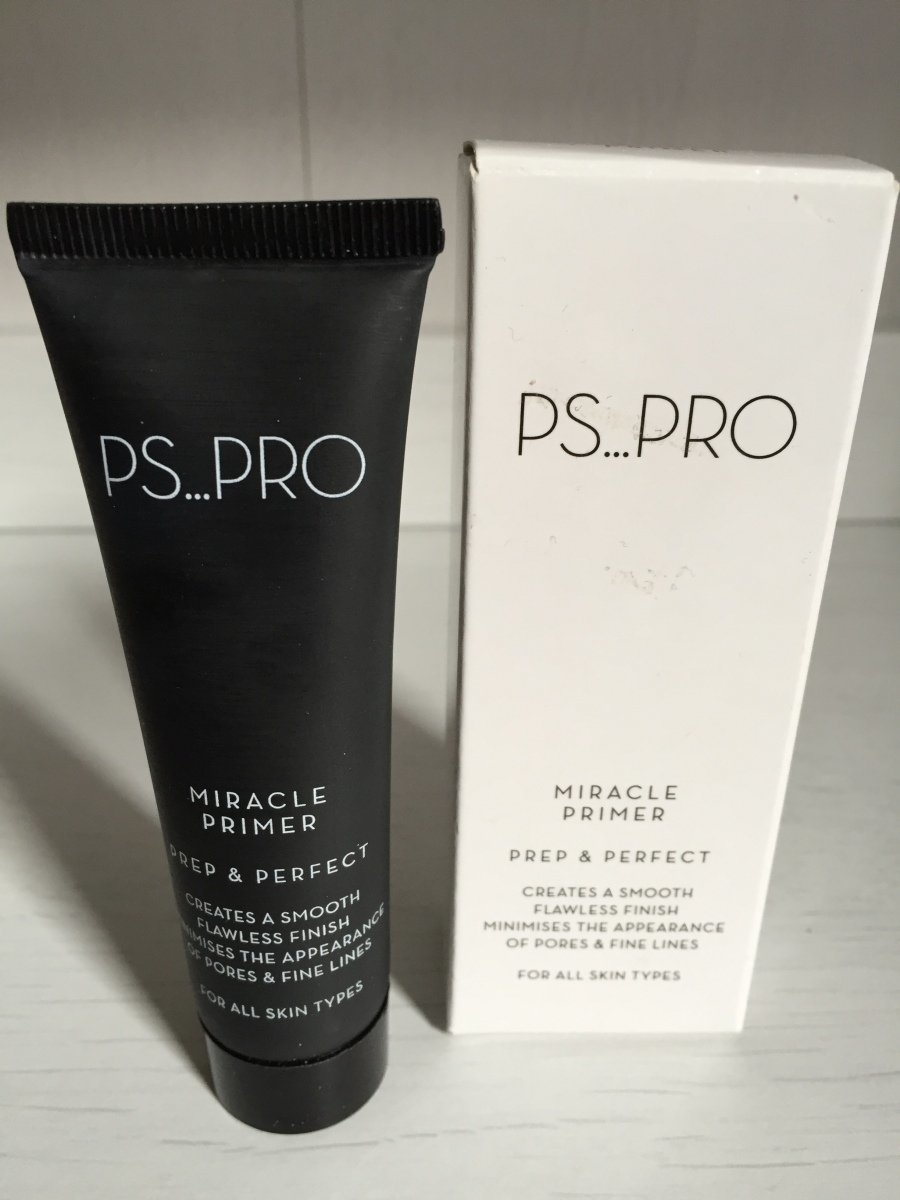 PS...PRO
MIRACLE
PRIMER
PREP & PERFECT
CREATES A SMOOTH
FLAWLESS FINISH
MINIMISES THE APPEARANCE
OF PORES & FINE LINES
FOR ALL SKIN TYPES
PS...PRO
MIRACLE
PRIMER
PREP & PERFECT
CREATES A SMOOTH
FLAWLESS FINISH
MINIMISES THE APPEARANCE
OF PORES & FINE LINES
FOR ALL SKIN TYPES